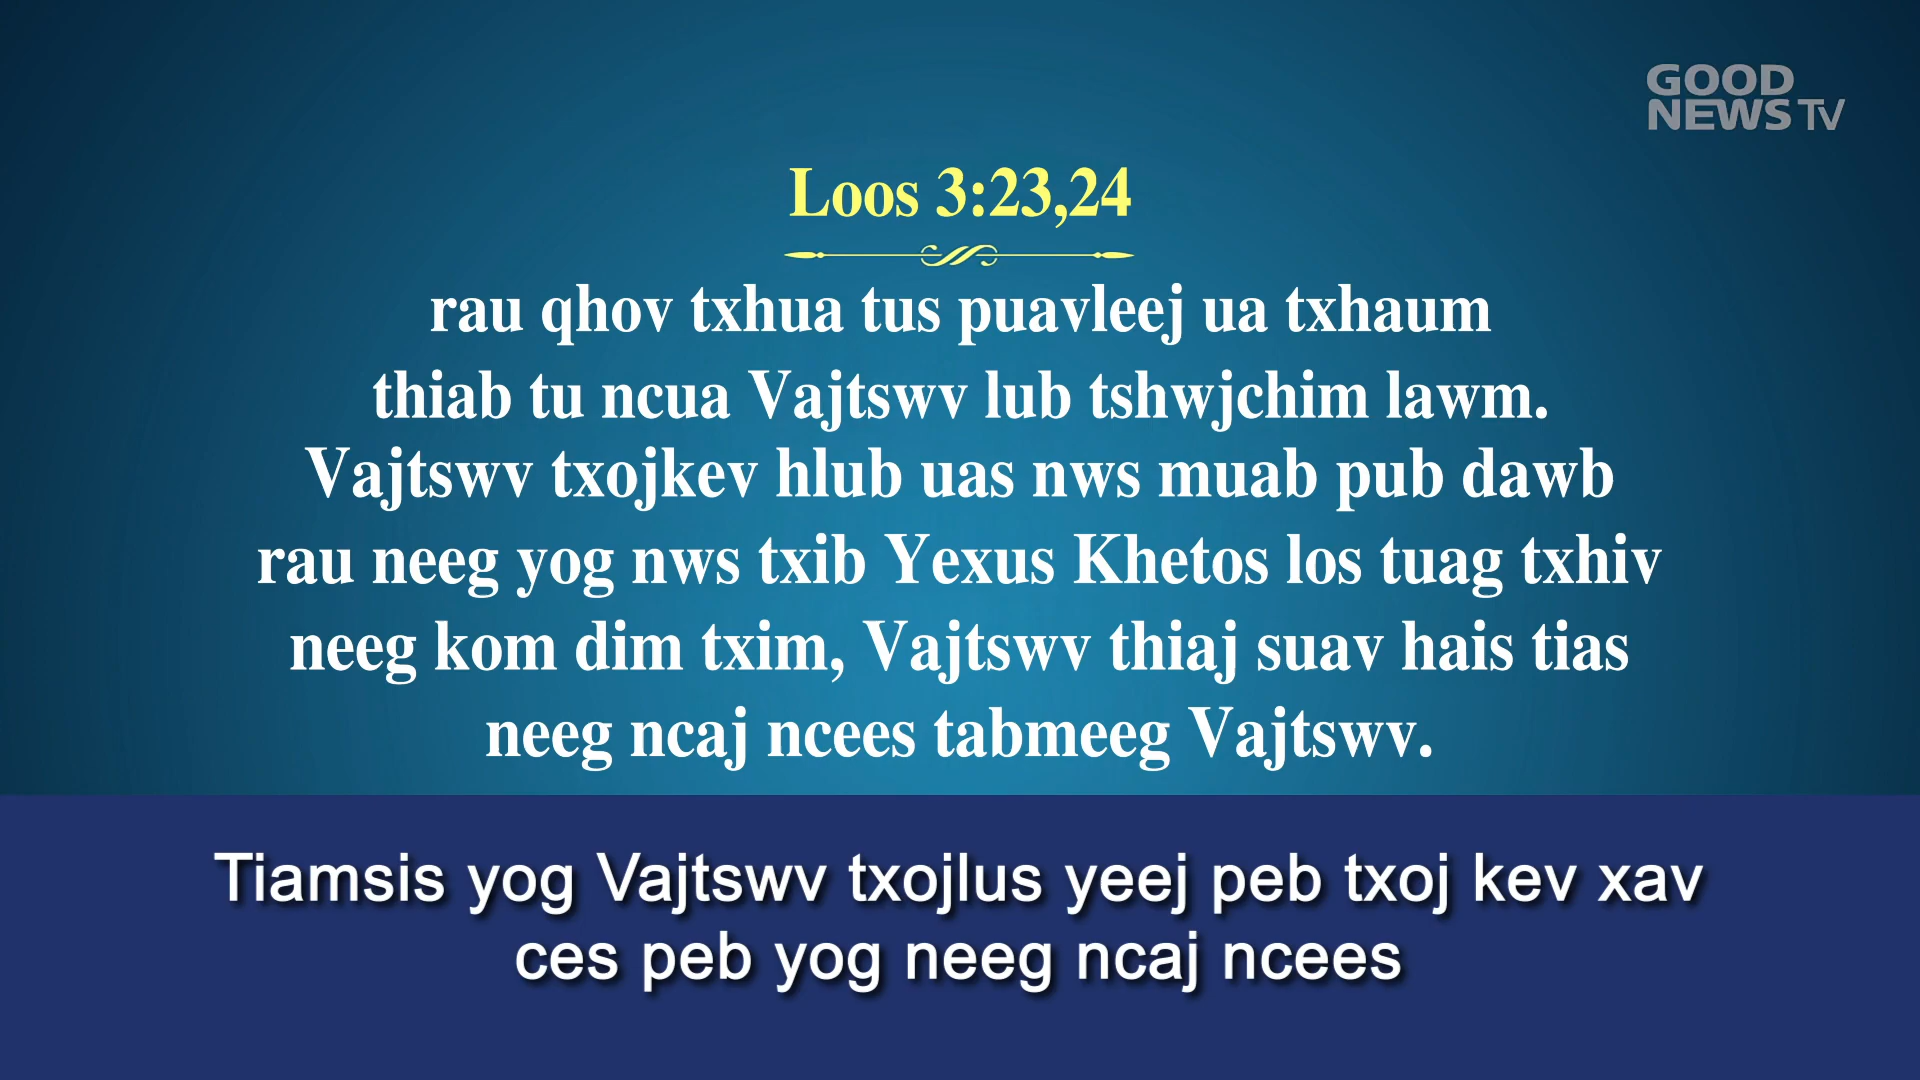 GOOD
NEWS TV
Loos 3:23,24
rau qhov txhua tus puavleej ua txhaum
thiab tu ncua Vajtswv lub tshwjchim lawm.
Vajtswv txojkev hlub uas nws muab pub dawb
rau neeg yog nws txib Yexus Khetos los tuag txhiv
neeg kom dim txim, Vajtswv thiaj suav hais tias
neeg ncaj ncees tabmeeg Vajtswv.
Tiamsis yog Vajtswv txojlus yeej peb txoj kev xav
ces peb yog neeg ncaj ncees